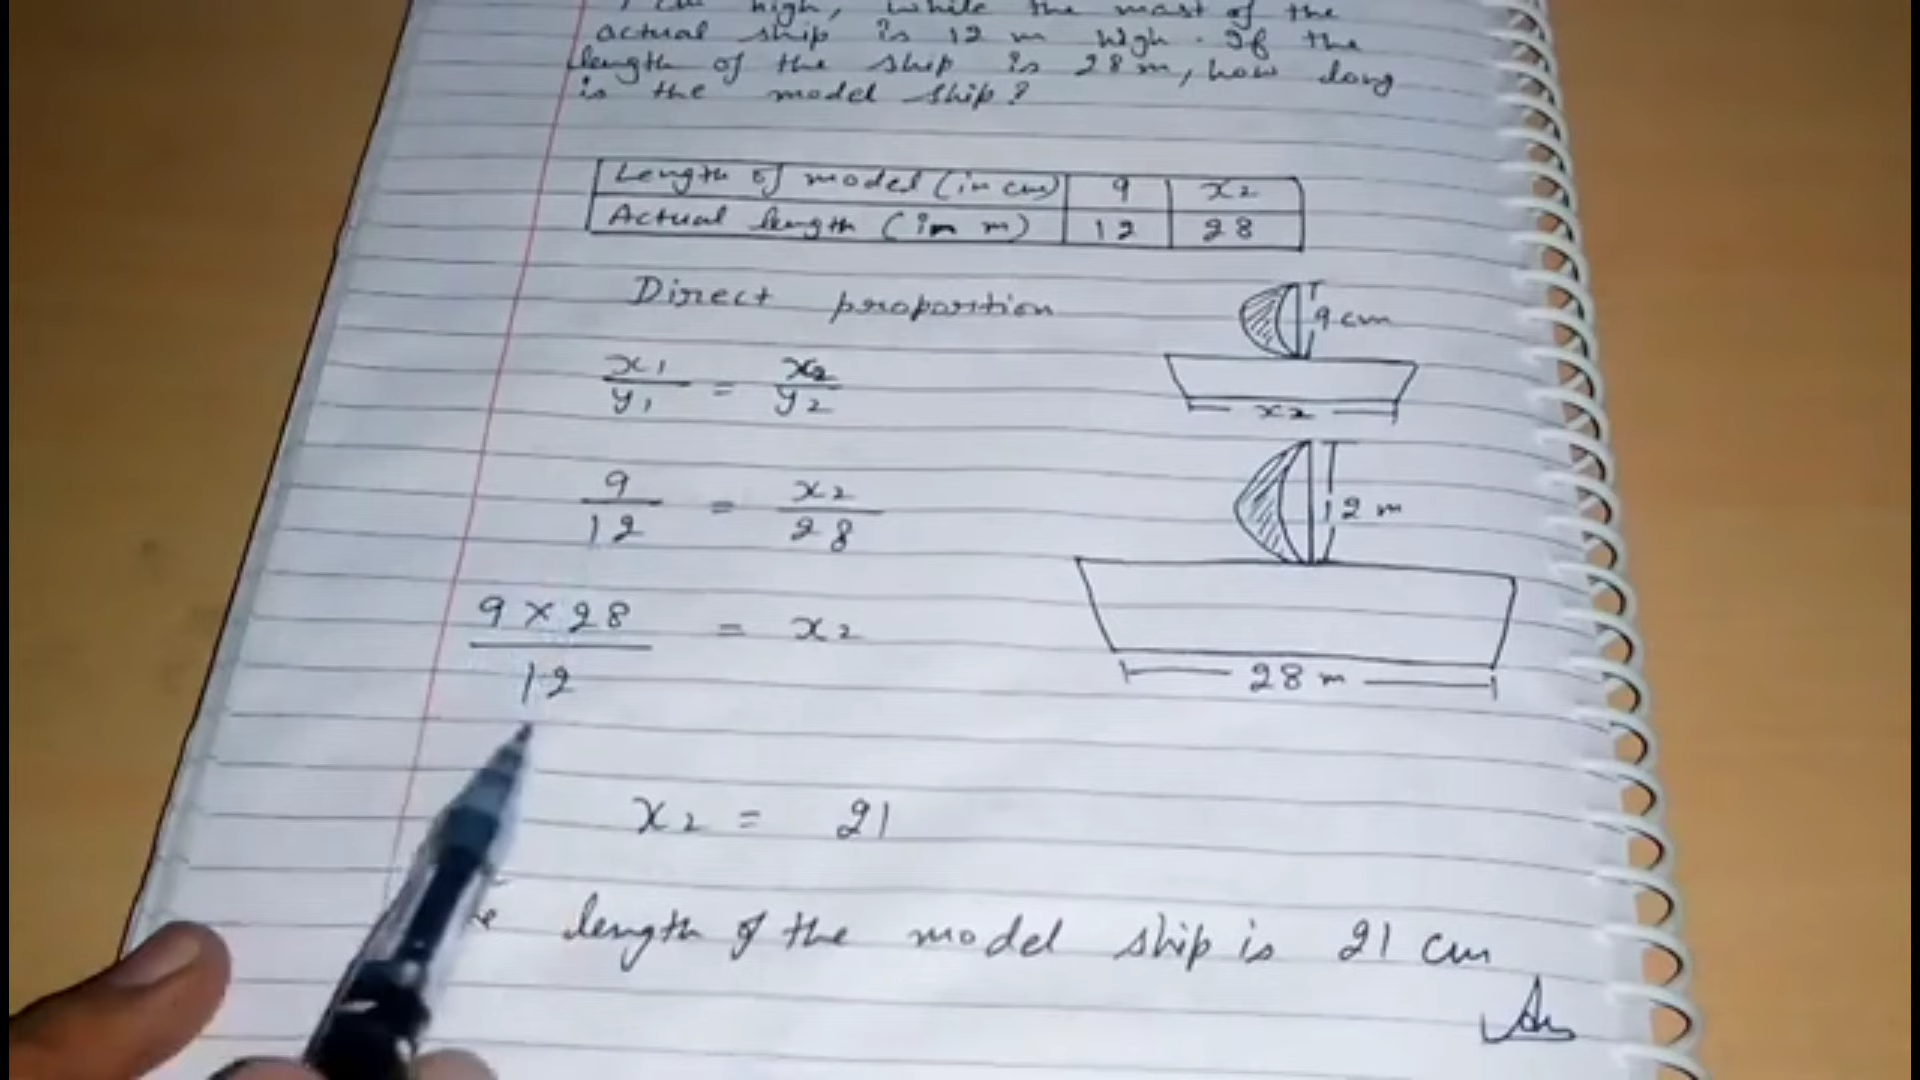 high, while the mast of the
actual ship is 12 m high. If the
length of the ship is 28 m, how long
is the model ship?
Length of model (in cm) 9 x2
Actual length (in m) 12 28
Direct proportion
9 cm
x1/y1 = x2/y2
x2
9/12 = x2/28
12 m
9 × 28/12 = x2
28 m
x2 = 21
length of the model ship is 21 cm